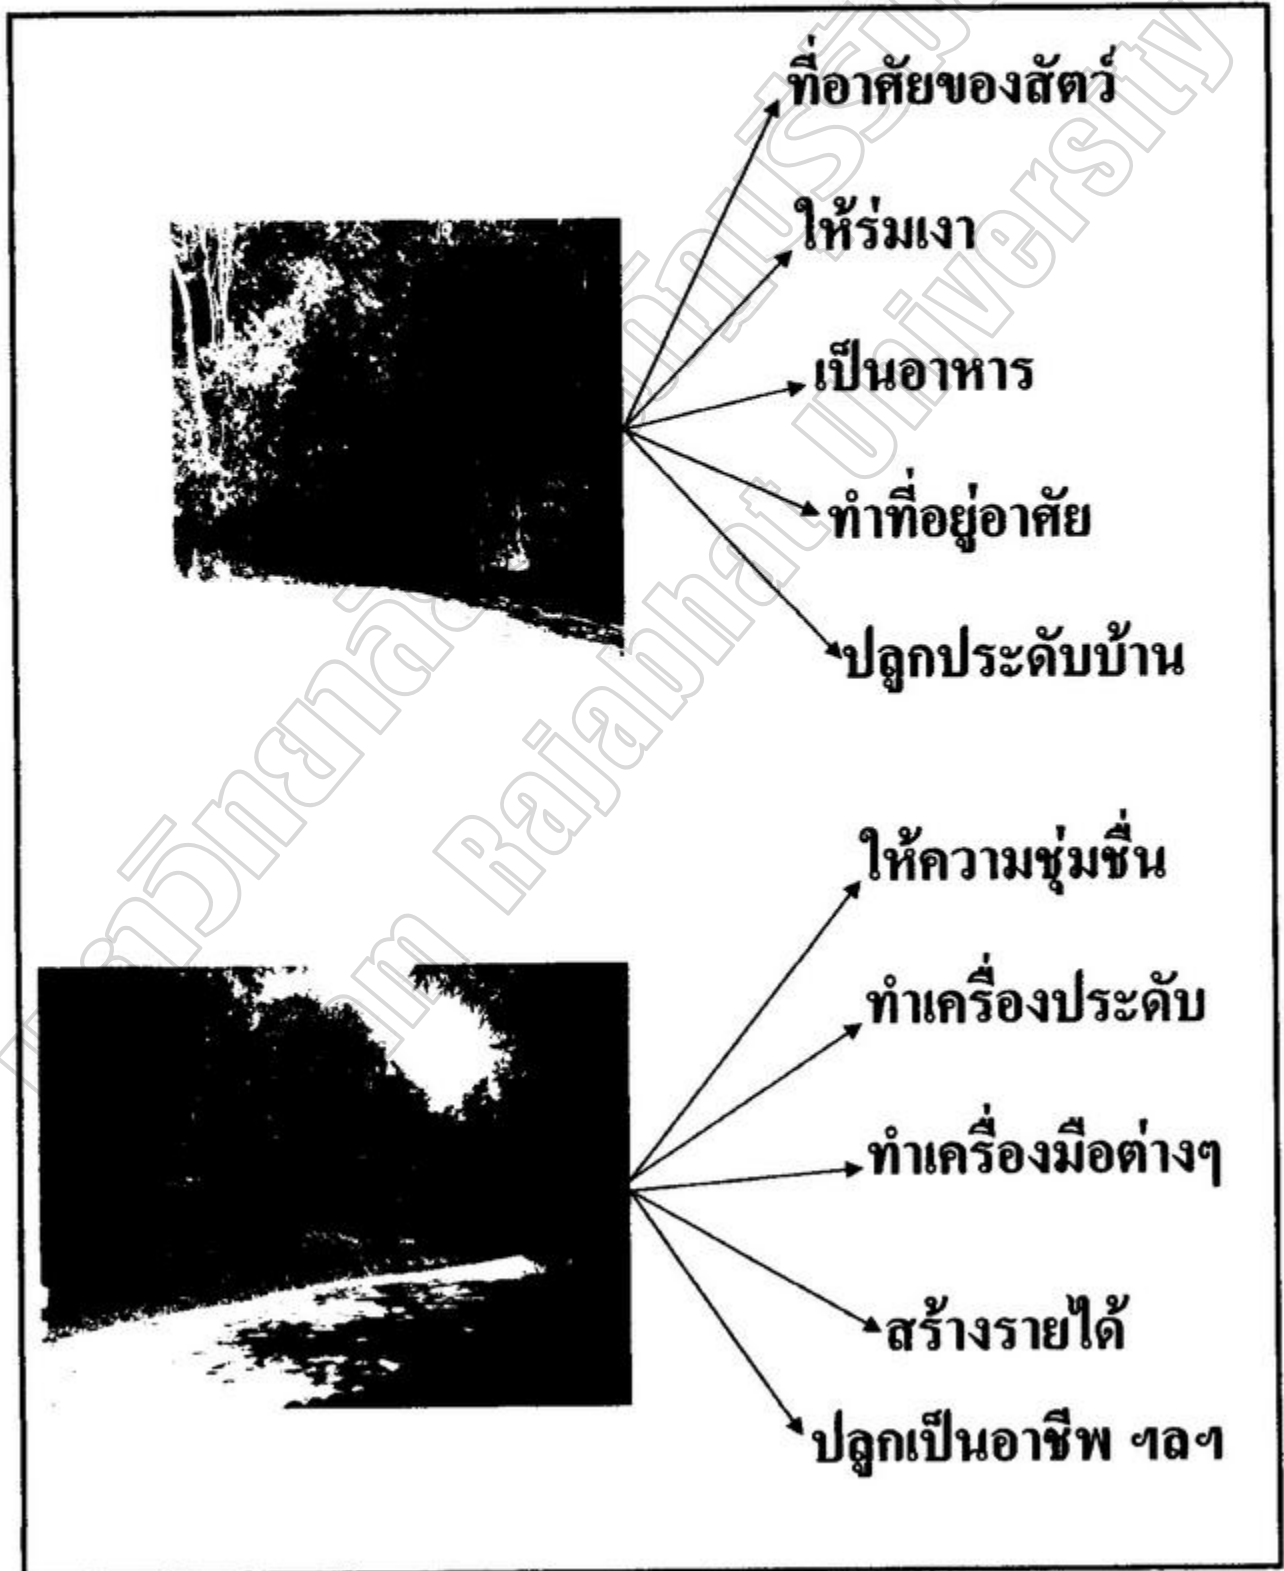 ที่อาศัยของสัตว์
ให้ร่มเงา
เป็นอาหาร
ทำที่อยู่อาศัย
ปลูกประดับบ้าน
ให้ความชุ่มชื่น
ทำเครื่องประดับ
ทำเครื่องมือต่างๆ
สร้างรายได้
ปลูกเป็นอาชีพ ฯลฯ
Rajabhat University